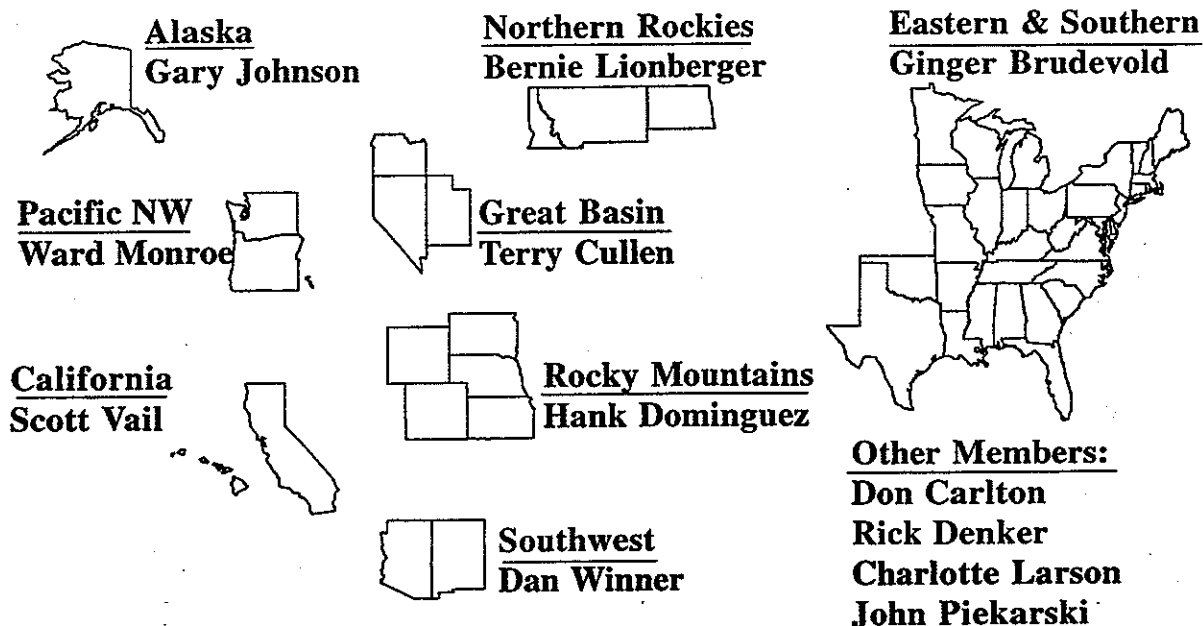 Alaska
Gary Johnson
Northern Rockies
Bernie Lionberger
Eastern & Southern
Ginger Brudevold
Pacific NW
Ward Monroe
Great Basin
Terry Cullen
California
Scott Vail
Rocky Mountains
Hank Dominguez
Southwest
Dan Winner
Other Members:
Don Carlton
Rick Denker
Charlotte Larson
John Piekarski